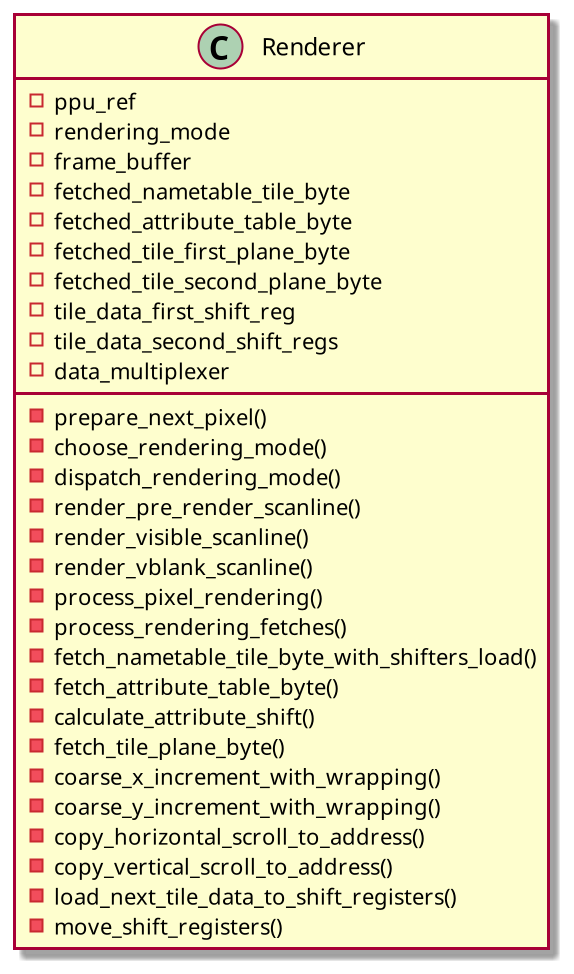 C Renderer
ppu_ref
rendering_mode
frame_buffer
fetched_nametable_tile_byte
fetched_attribute_table_byte
fetched_tile_first_plane_byte
fetched_tile_second_plane_byte
tile_data_first_shift_reg
tile_data_second_shift_regs
data_multiplexer
prepare_next_pixel()
choose_rendering_mode()
dispatch_rendering_mode()
render_pre_render_scanline()
render_visible_scanline()
render_vblank_scanline()
process_pixel_rendering()
process_rendering_fetches()
fetch_nametable_tile_byte_with_shifters_load()
fetch_attribute_table_byte()
calculate_attribute_shift()
fetch_tile_plane_byte()
coarse_x_increment_with_wrapping()
coarse_y_increment_with_wrapping()
copy_horizontal_scroll_to_address()
copy_vertical_scroll_to_address()
load_next_tile_data_to_shift_registers()
move_shift_registers()